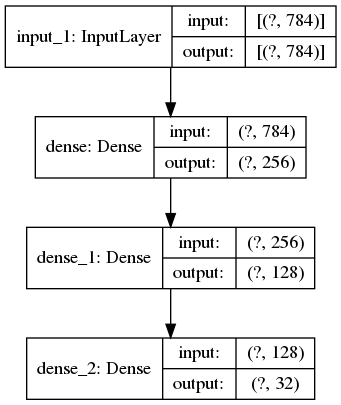 input_1: InputLayer
input: [(?, 784)]
output: [(?, 784)]
dense: Dense
input: (?, 784)
output: (?, 256)
dense_1: Dense
input: (?, 256)
output: (?, 128)
dense_2: Dense
input: (?, 128)
output: (?, 32)